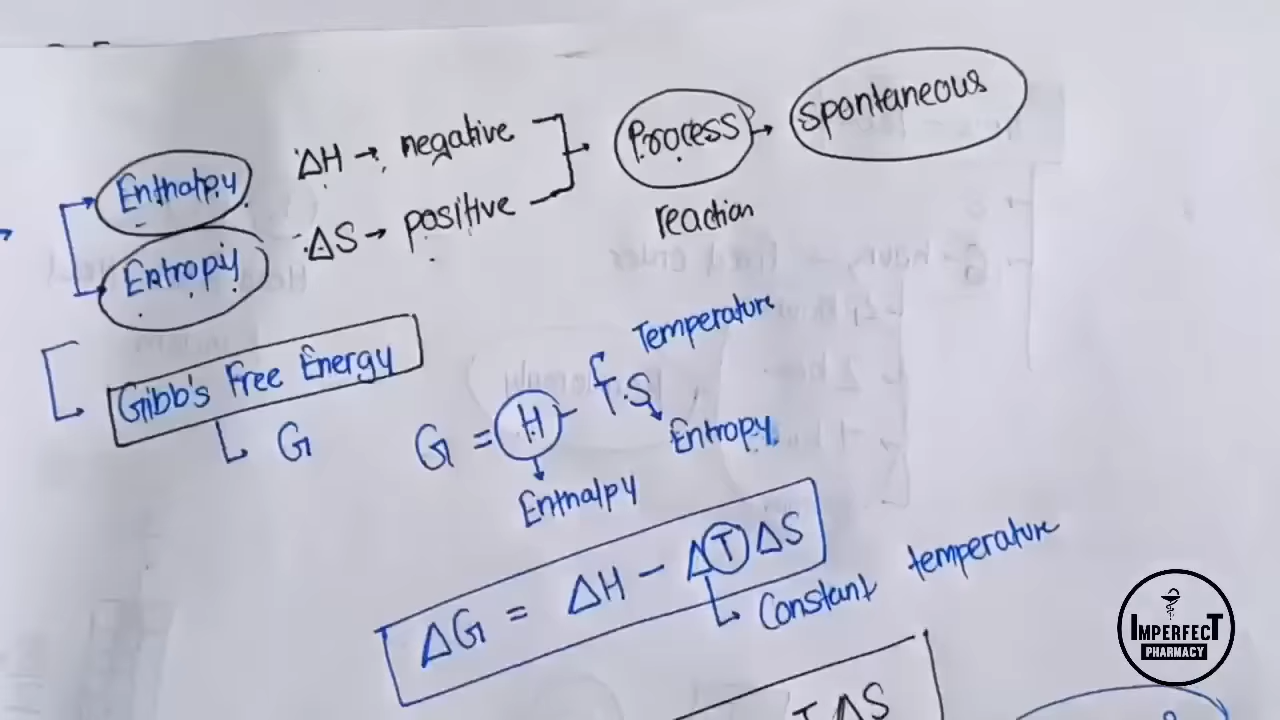 Enthalpy ΔH → negative Process → spontaneous
Entropy ΔS → positive reaction
Gibb's Free Energy
G G = H - T.S Temperature
Entropy
Enthalpy
ΔG = ΔH - ΔTΔS
Constant temperature
TΔS
IMPERFECT
PHARMACY